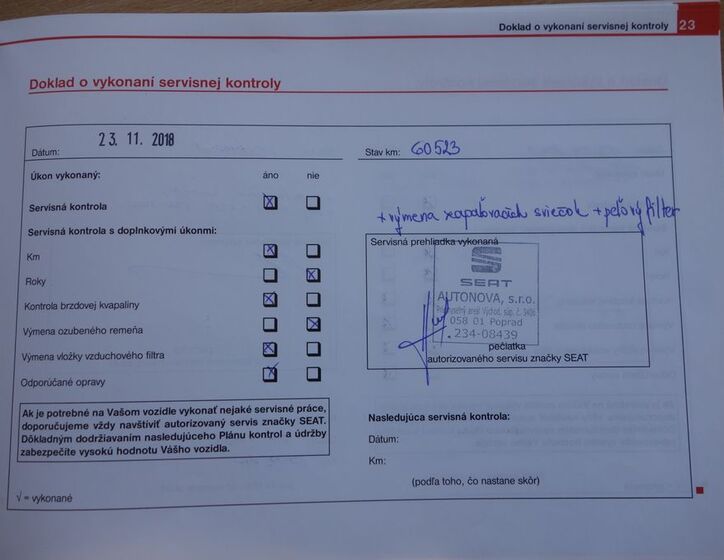 Doklad o vykonaní servisnej kontroly 23
Doklad o vykonaní servisnej kontroly
Dátum: 23. 11. 2018
Stav km: 60523
Úkon vykonaný: áno nie
Servisná kontrola
Servisná kontrola s doplnkovými úkonmi:
Km
Roky
Kontrola brzdovej kvapaliny
Výmena ozubeného remeňa
Výmena vložky vzduchového filtra
Odporúčané opravy
+ výmena zapaľovacích sviečok + peľový filter
Servisná prehliadka vykonaná
SEAT
AUTONOVA, s.r.o.
058 01 Poprad
234-08439
pečiatka
autorizovaného servisu značky SEAT
Ak je potrebné na Vašom vozidle vykonať nejaké servisné práce,
doporučujeme vždy navštíviť autorizovaný servis značky SEAT.
Dôkladným dodržiavaním nasledujúceho Plánu kontrol a údržby
zabezpečíte vysokú hodnotu Vášho vozidla.
Nasledujúca servisná kontrola:
Dátum:
Km:
(podľa toho, čo nastane skôr)
√ = vykonané